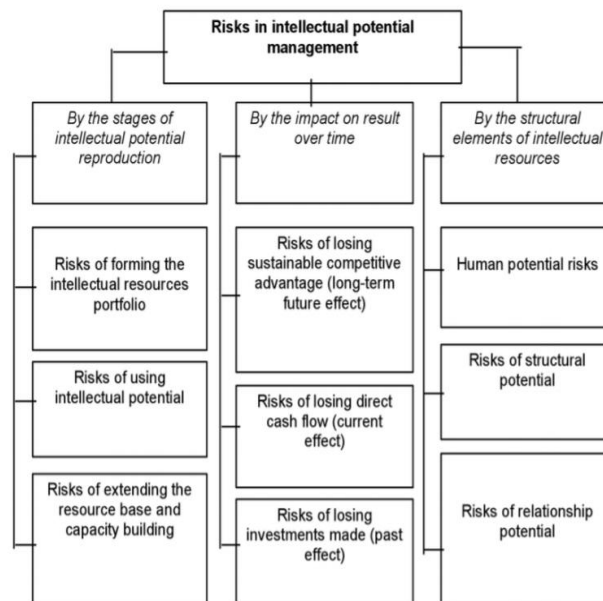 Risks in intellectual potential
management
By the stages of
intellectual potential
reproduction
By the impact on result
over time
By the structural
elements of intellectual
resources
Risks of forming the
intellectual resources
portfolio
Risks of losing
sustainable competitive
advantage (long-term
future effect)
Human potential risks
Risks of using
intellectual potential
Risks of losing direct
cash flow (current
effect)
Risks of structural
potential
Risks of extending the
resource base and
capacity building
Risks of losing
investments made (past
effect)
Risks of relationship
potential